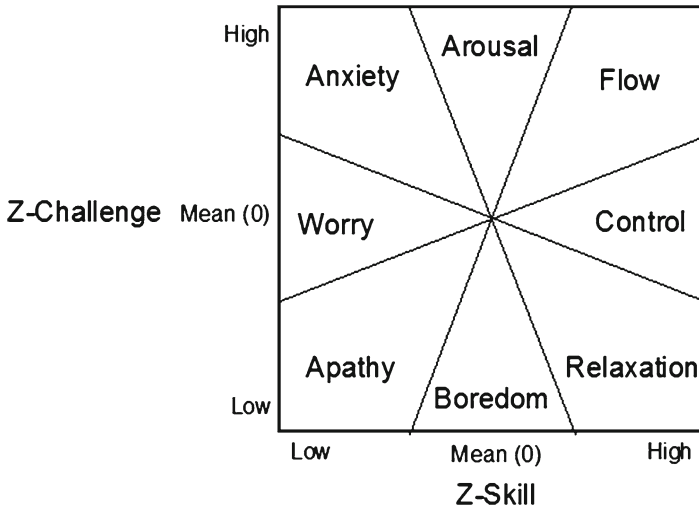 High
Arousal
Anxiety
Flow
Z-Challenge
Mean (0)
Worry
Control
Apathy
Relaxation
Boredom
Low
Low
Mean (0)
High
Z-Skill